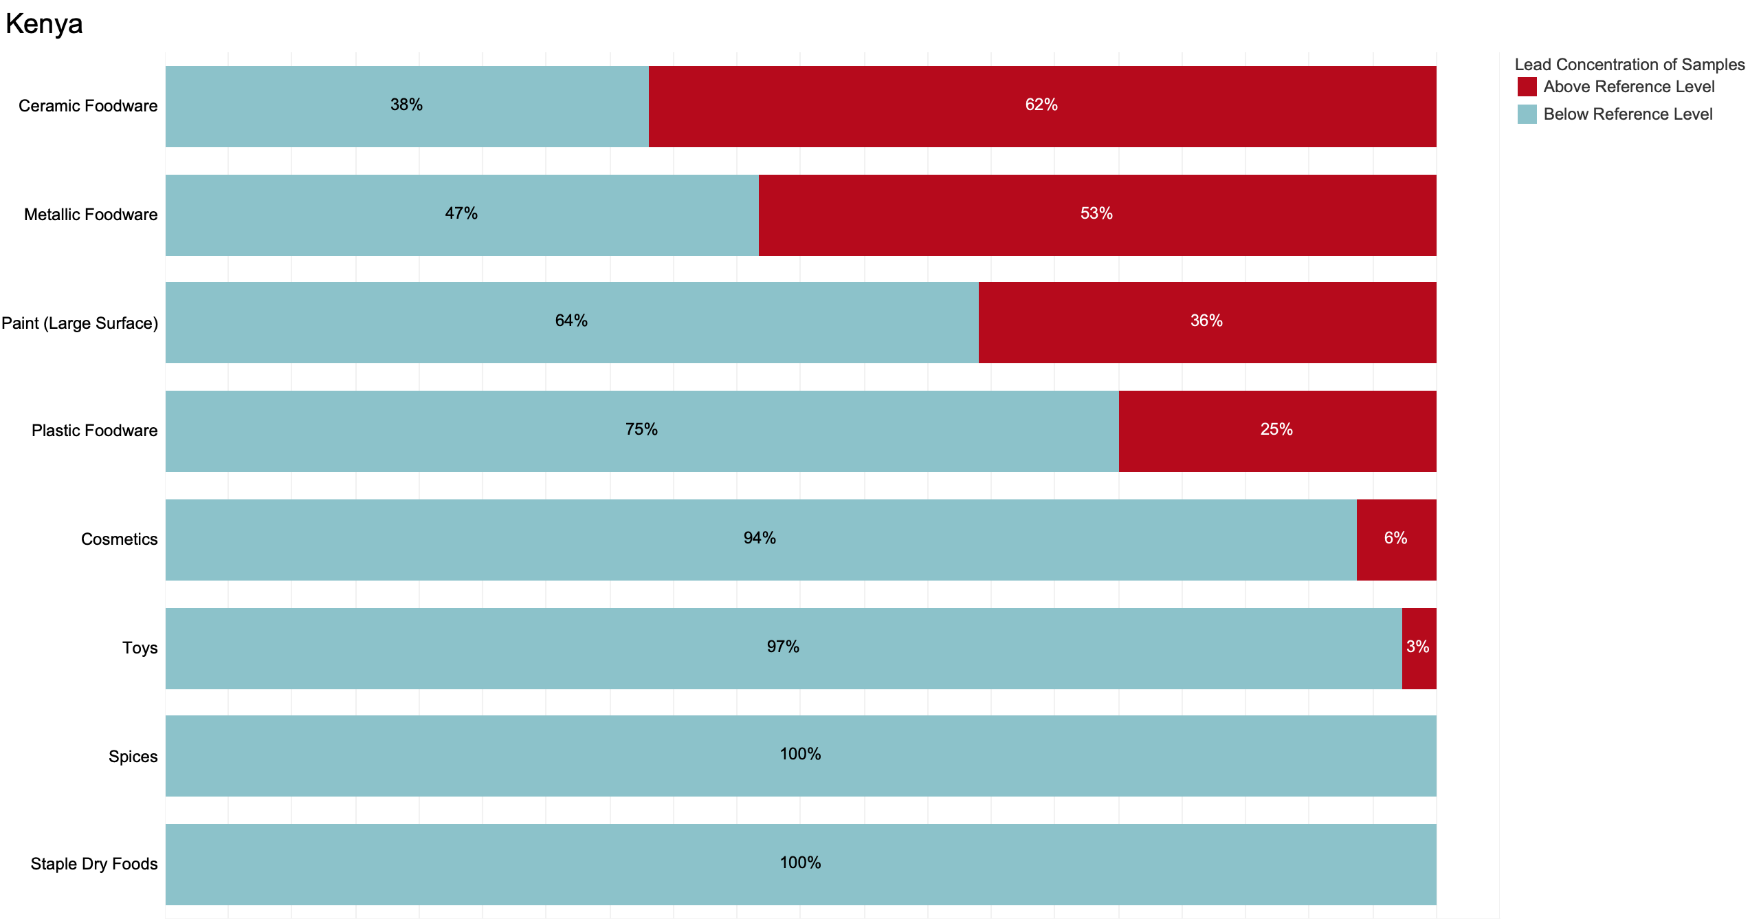 Kenya
Lead Concentration of Samples
Above Reference Level
Below Reference Level
Ceramic Foodware 38% 62%
Metallic Foodware 47% 53%
Paint (Large Surface) 64% 36%
Plastic Foodware 75% 25%
Cosmetics 94% 6%
Toys 97% 3%
Spices 100%
Staple Dry Foods 100%